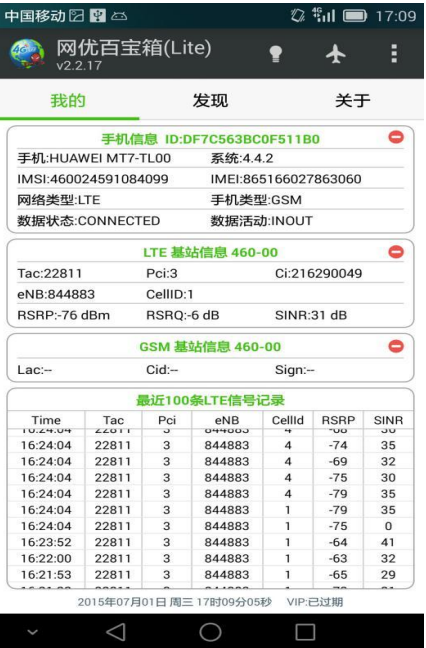 中国移动 17:09
网优百宝箱(Lite)
v2.2.17
我的 发现 关于
手机信息 ID:DF7C563BC0F511B0
手机:HUAWEI MT7-TL00 系统:4.4.2
IMSI:460024591084099 IMEI:865166027863060
网络类型:LTE 手机类型:GSM
数据状态:CONNECTED 数据活动:INOUT
LTE 基站信息 460-00
Tac:22811 Pci:3 Ci:216290049
eNB:844883 CellID:1
RSRP:-76 dBm RSRQ:-6 dB SINR:31 dB
GSM 基站信息 460-00
Lac:-- Cid:-- Sign:--
最近100条LTE信号记录
Time Tac Pci eNB CellId RSRP SINR
16:24:04 22811 3 844883 4 -74 35
16:24:04 22811 3 844883 4 -69 32
16:24:04 22811 3 844883 4 -75 30
16:24:04 22811 3 844883 4 -79 35
16:24:04 22811 3 844883 1 -79 35
16:24:04 22811 3 844883 1 -75 0
16:23:52 22811 3 844883 1 -64 41
16:22:00 22811 3 844883 1 -63 32
16:21:53 22811 3 844883 1 -65 29
2015年07月01日 周三 17时09分05秒 VIP:已过期